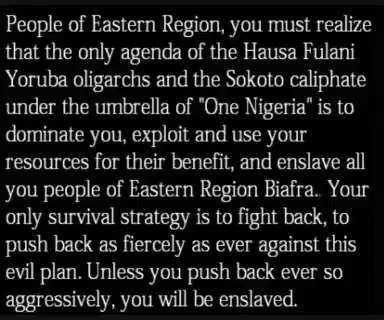 People of Eastern Region, you must realize
that the only agenda of the Hausa Fulani
Yoruba oligarchs and the Sokoto caliphate
under the umbrella of "One Nigeria" is to
dominate you, exploit and use your
resources for their benefit, and enslave all
you people of Eastern Region Biafra.. Your
only survival strategy is to fight back, to
push back as fiercely as ever against this
evil plan. Unless you push back ever so
aggressively, you will be enslaved.